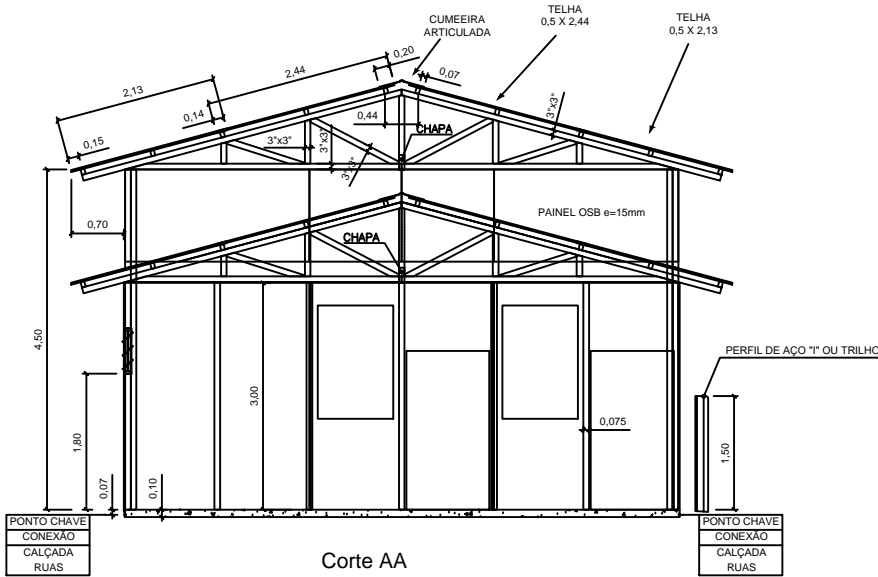 CUMEEIRA
ARTICULADA
TELHA
0,5 X 2,44
TELHA
0,5 X 2,13
0,20
0,07
2,44
2,13
0,14
0,15
0,44
3"x3"
3"x3"
3"x3"
3"x3"
CHAPA
0,70
PAINEL OSB e=15mm
CHAPA
4,50
3,00
1,80
0,07
0,10
0,075
PERFIL DE AÇO "I" OU TRILHO
1,50
PONTO CHAVE
CONEXÃO
CALÇADA
RUAS
PONTO CHAVE
CONEXÃO
CALÇADA
RUAS
Corte AA